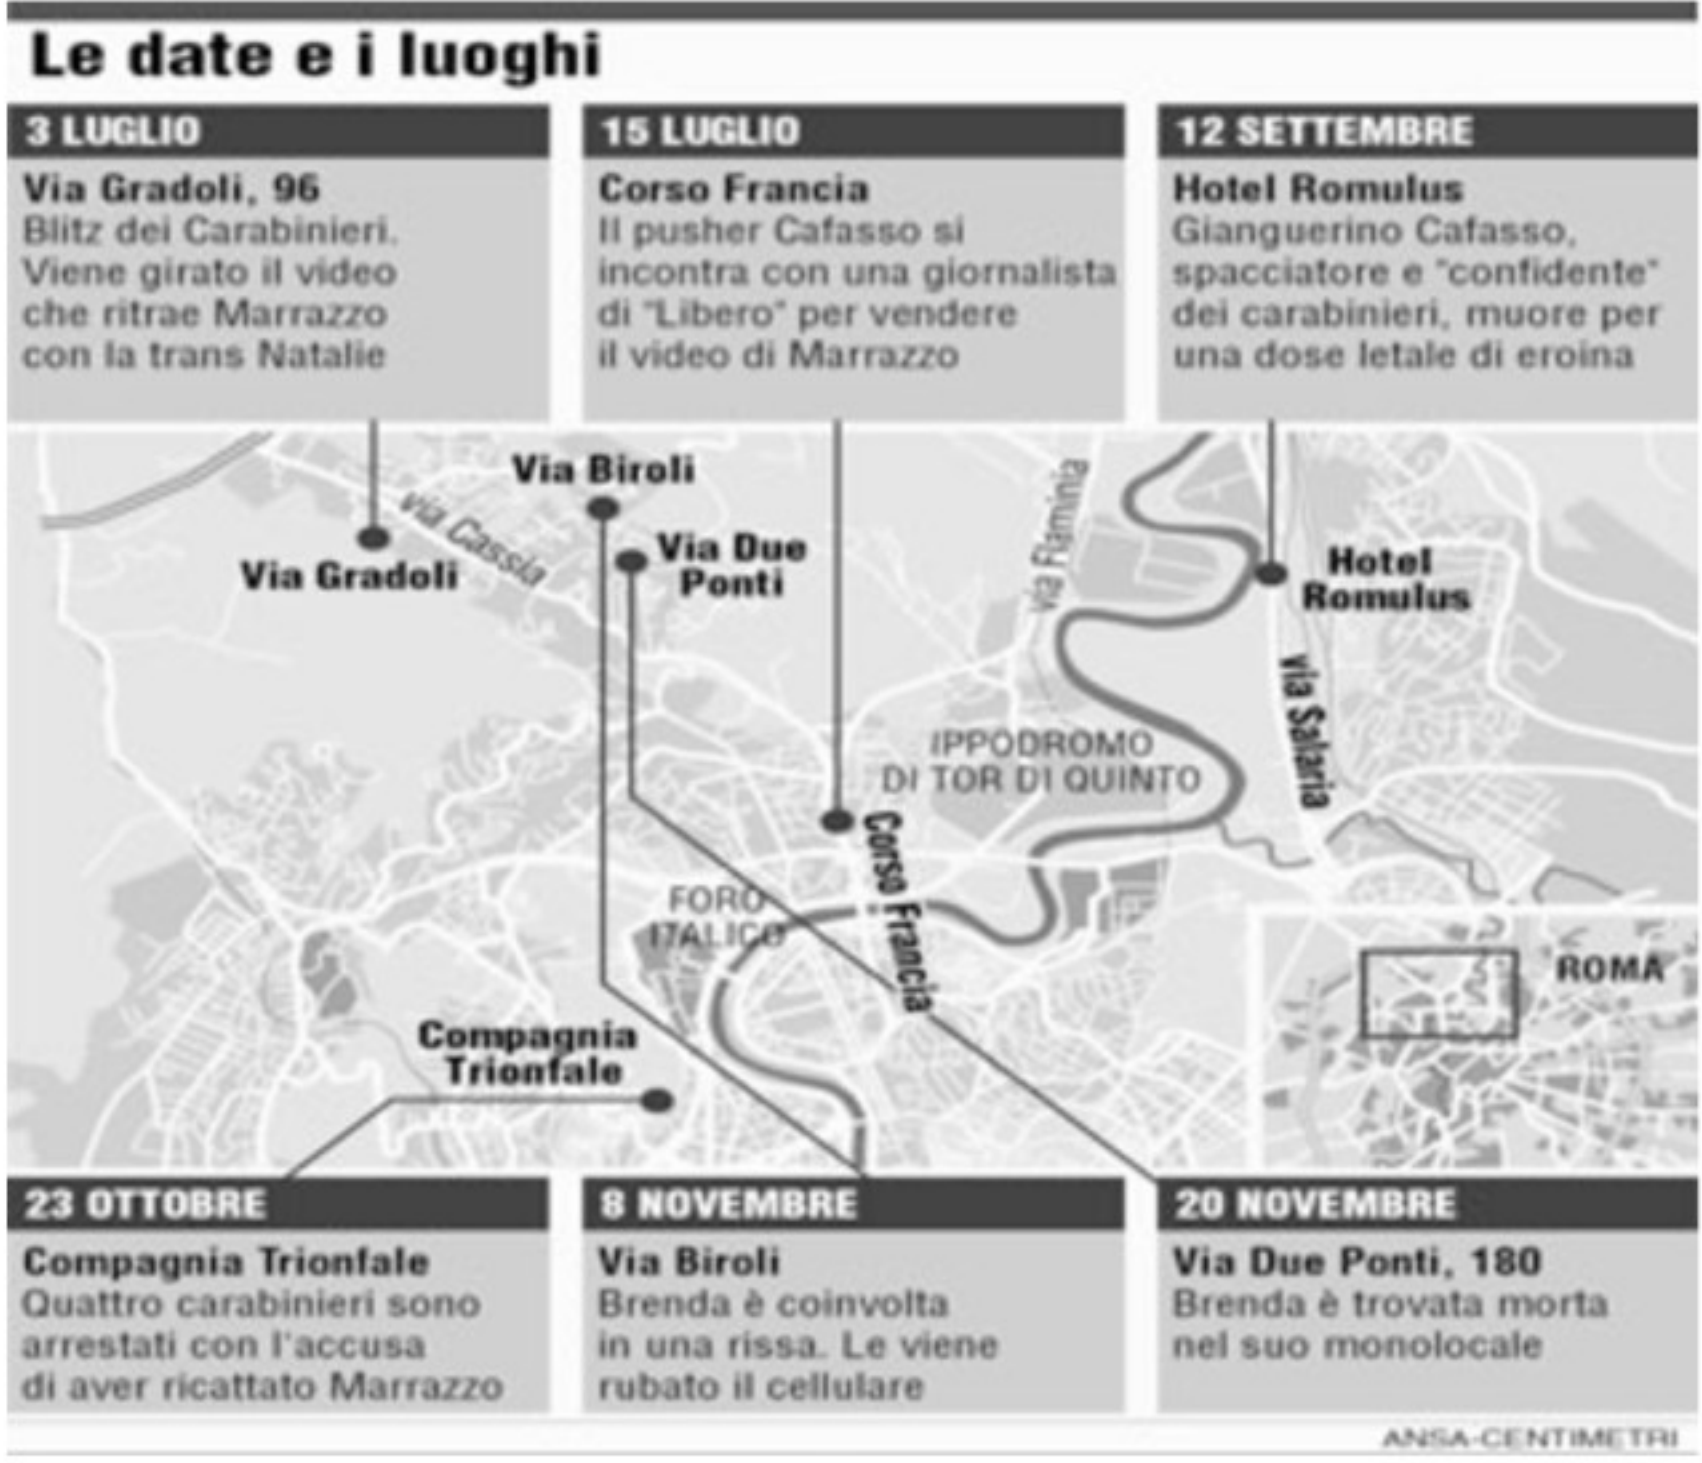 Le date e i luoghi
3 LUGLIO
Via Gradoli, 96
Blitz dei Carabinieri.
Viene girato il video
che ritrae Marrazzo
con la trans Natalie
15 LUGLIO
Corso Francia
Il pusher Cafasso si
incontra con una giornalista
di "Libero" per vendere
il video di Marrazzo
12 SETTEMBRE
Hotel Romulus
Gianguerino Cafasso,
spacciatore e "confidente"
dei carabinieri, muore per
una dose letale di eroina
Via Biroli
via Cassia
Via Gradoli
Via Due
Ponti
via Flaminia
Hotel
Romulus
via Salaria
IPPODROMO
DI TOR DI QUINTO
Corso Francia
FORO
ITALICO
ROMA
Compagnia
Trionfale
23 OTTOBRE
Compagnia Trionfale
Quattro carabinieri sono
arrestati con l'accusa
di aver ricattato Marrazzo
8 NOVEMBRE
Via Biroli
Brenda è coinvolta
in una rissa. Le viene
rubato il cellulare
20 NOVEMBRE
Via Due Ponti, 180
Brenda è trovata morta
nel suo monolocale
ANSA-CENTIMETRI